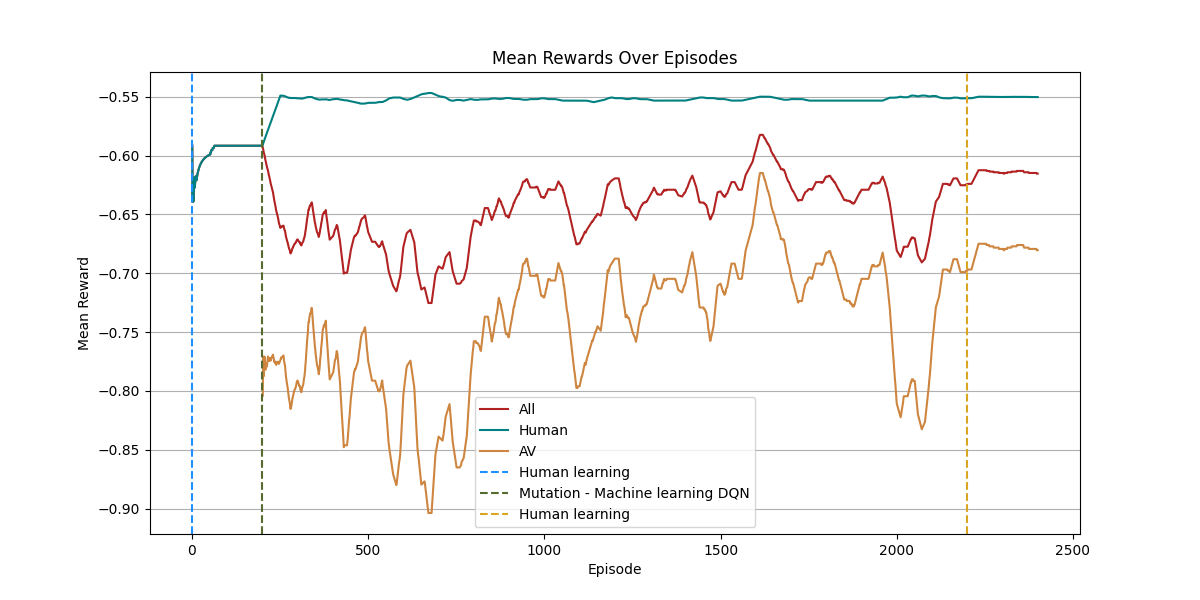 Mean Rewards Over Episodes
Mean Reward
−0.55
−0.60
−0.65
−0.70
−0.75
−0.80
−0.85
−0.90
All
Human
AV
Human learning
Mutation - Machine learning DQN
Human learning
0 500 1000 1500 2000 2500
Episode